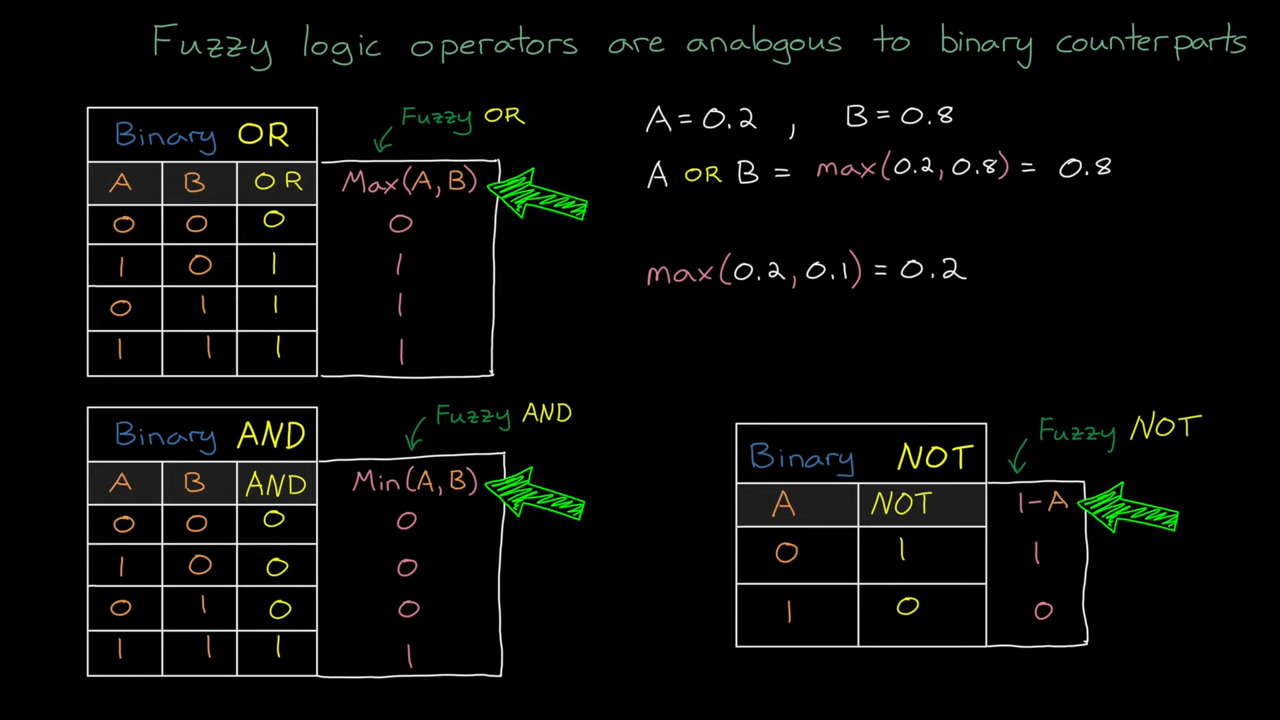 Fuzzy logic operators are analogous to binary counterparts
Binary OR
Fuzzy OR
A B OR Max(A, B)
0 0 0 0
1 0 1 1
0 1 1 1
1 1 1 1
A = 0.2 , B = 0.8
A OR B = max(0.2, 0.8) = 0.8
max(0.2, 0.1) = 0.2
Binary AND
Fuzzy AND
A B AND Min(A, B)
0 0 0 0
1 0 0 0
0 1 0 0
1 1 1 1
Binary NOT
Fuzzy NOT
A NOT 1-A
0 1 1
1 0 0